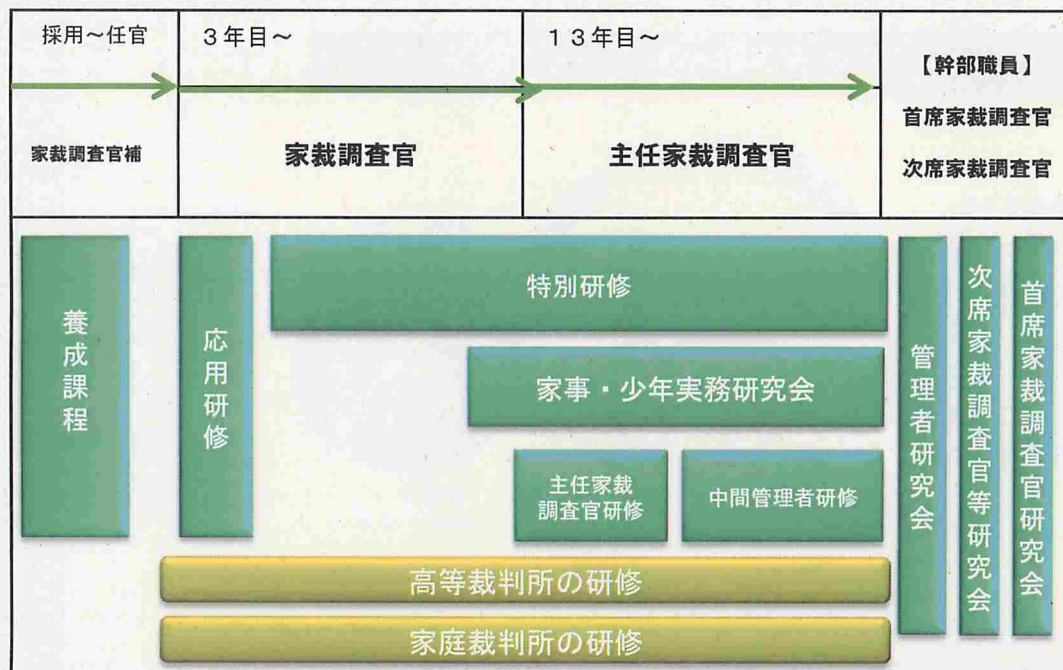 採用~任官
3年目~
13年目~
【幹部職員】
首席家裁調査官
次席家裁調査官
家裁調査官補
家裁調査官
主任家裁調査官
養成課程
応用研修
特別研修
家事・少年実務研究会
主任家裁
調査官研修
中間管理者研修
高等裁判所の研修
家庭裁判所の研修
管理者研究会
次席家裁調査官等研究会
首席家裁調査官研究会